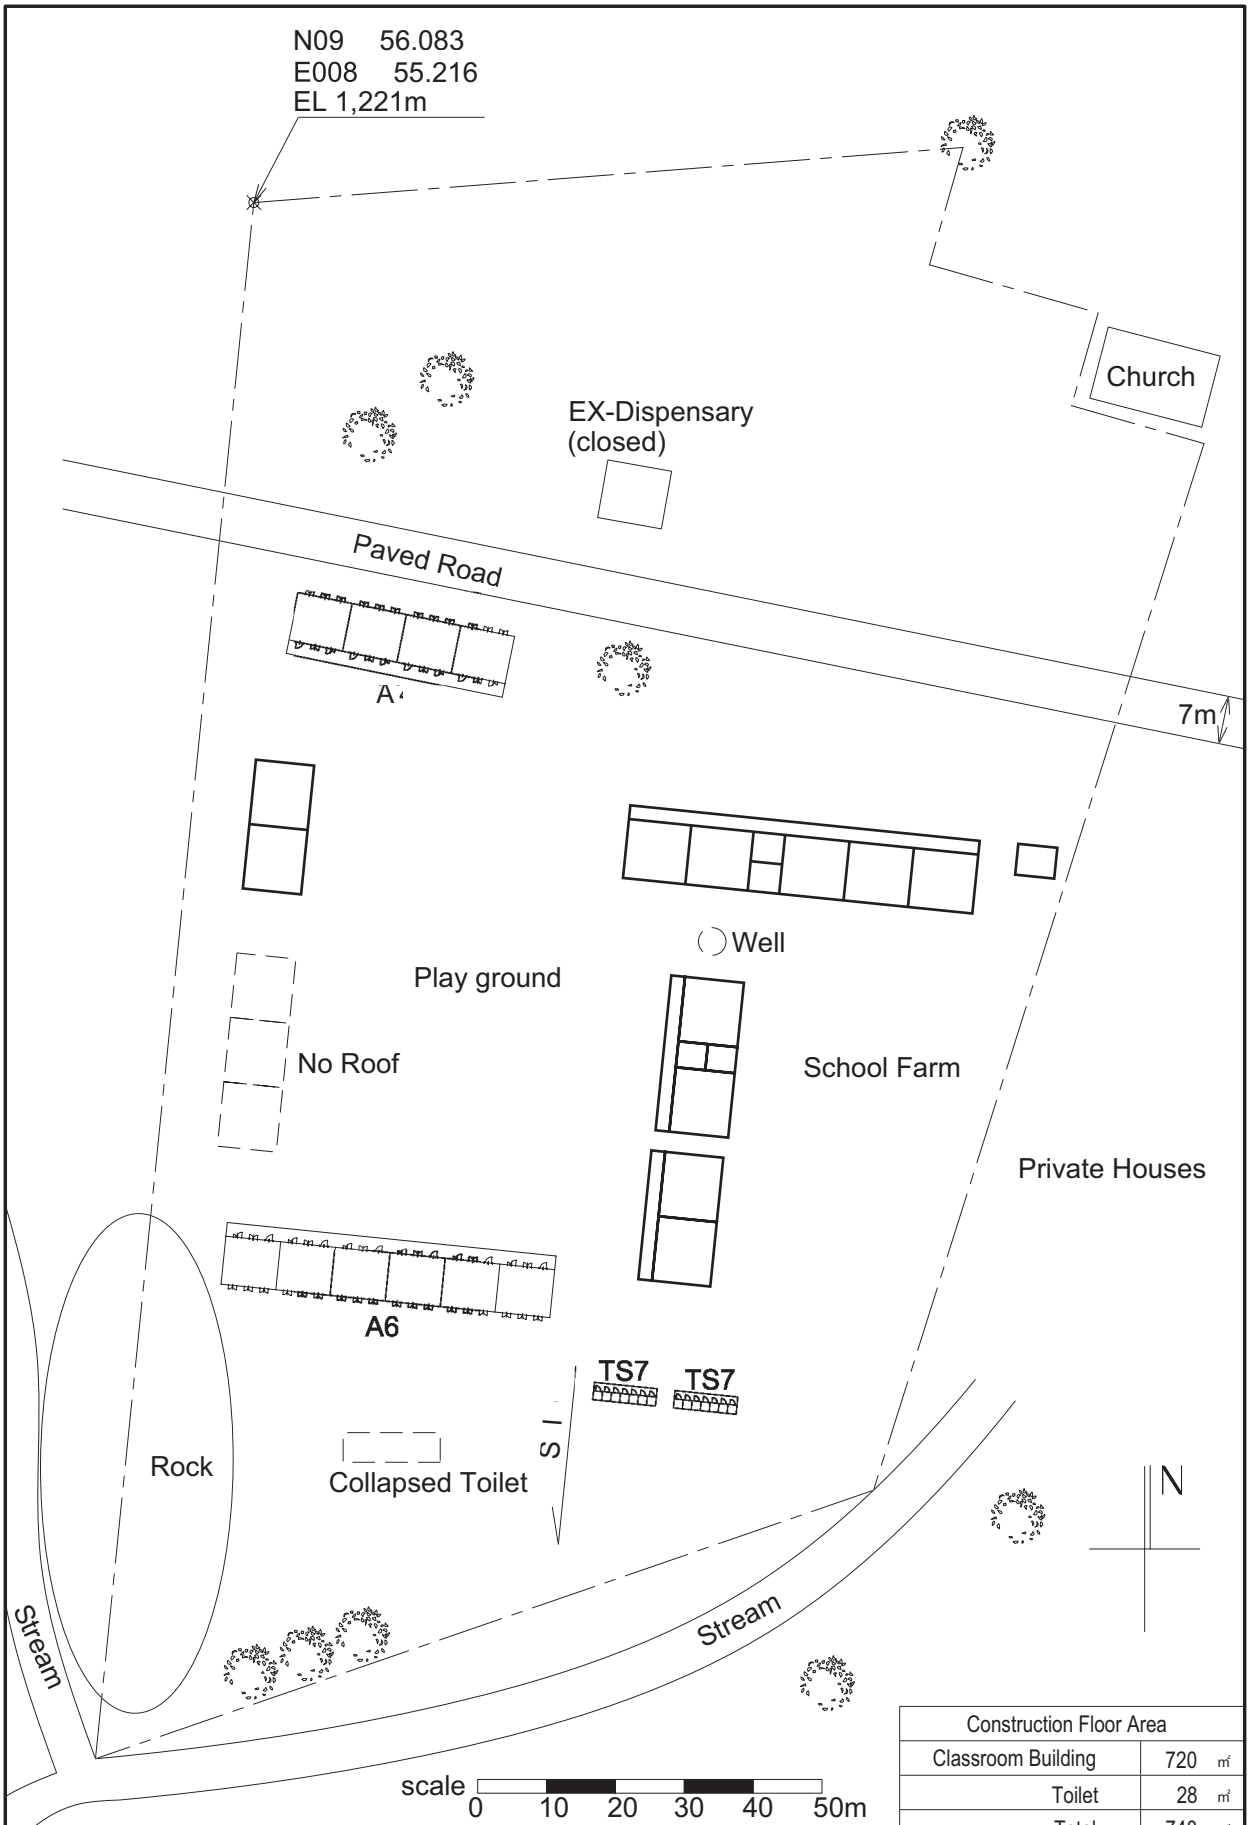 N09 56.083
E008 55.216
EL 1,221m
Church
EX-Dispensary
(closed)
Paved Road
7m
Well
Play ground
No Roof
School Farm
Private Houses
A6
TS7
TS7
S
Rock
Collapsed Toilet
N
Stream
Stream
Construction Floor Area
Classroom Building 720 ㎡
Toilet 28 ㎡
scale
0 10 20 30 40 50m